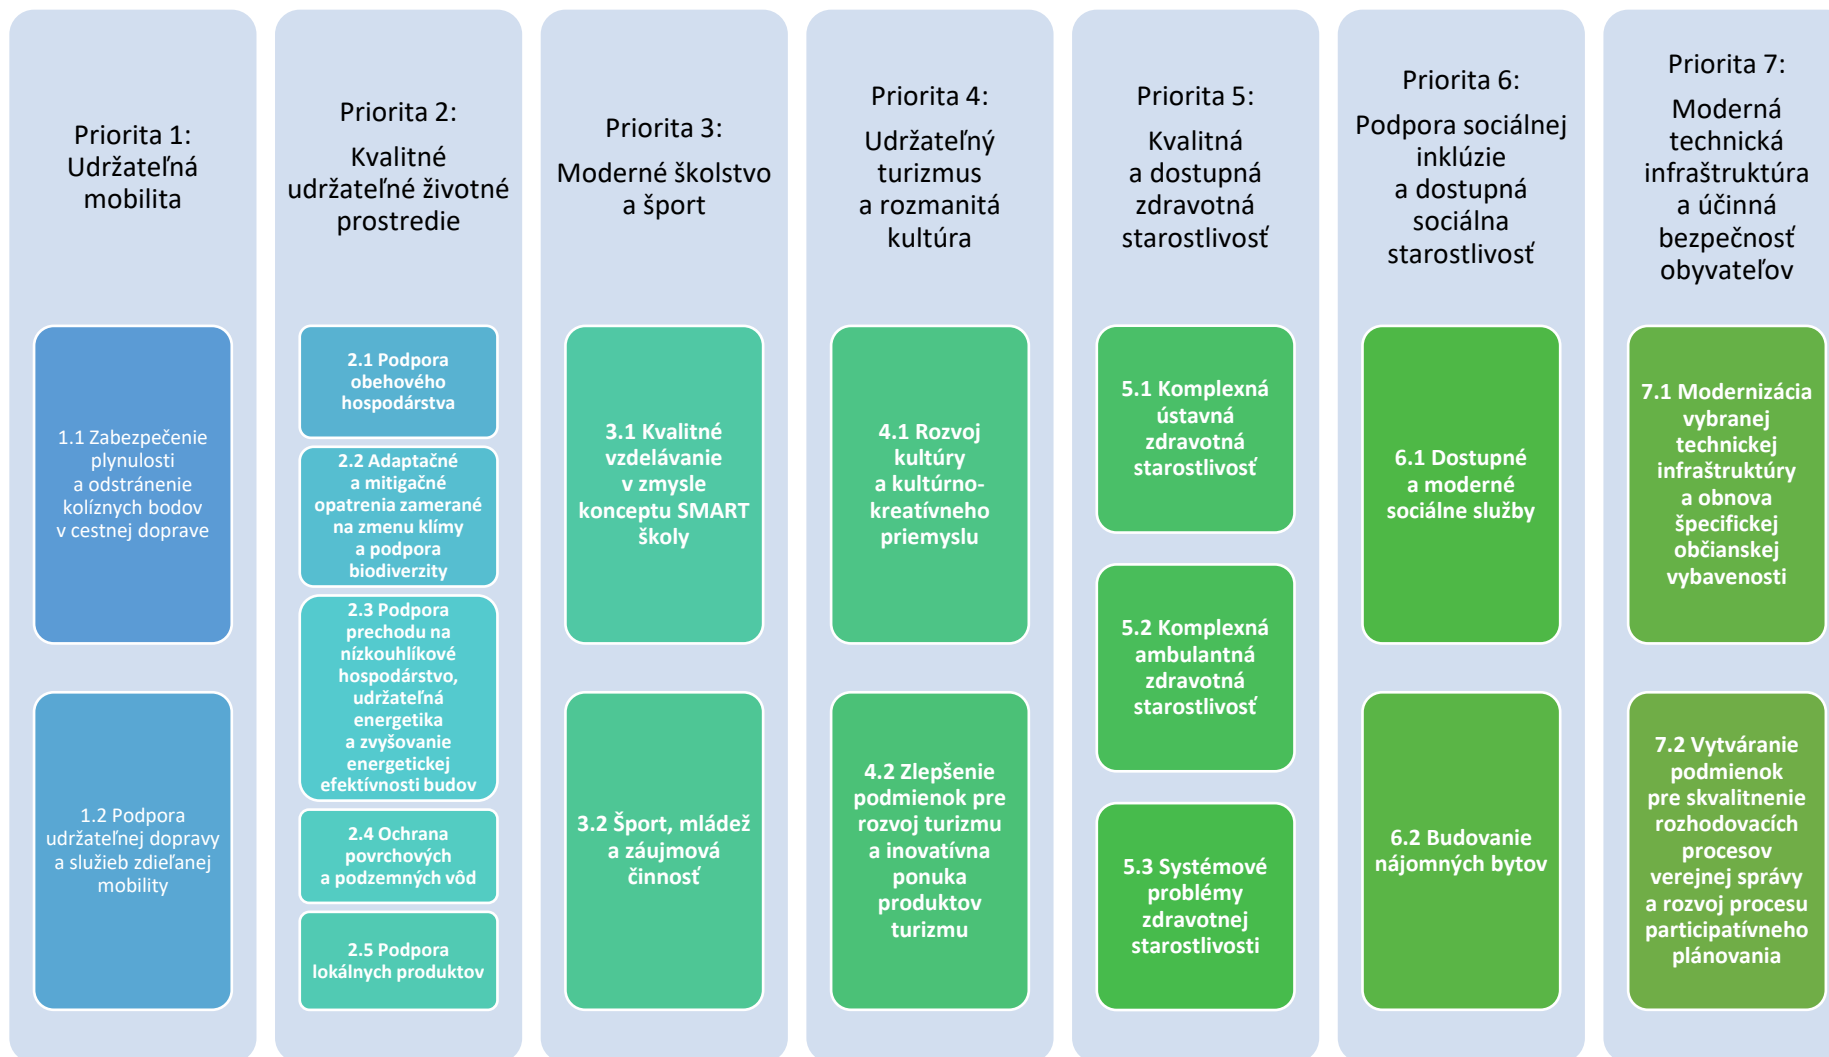 Priorita 1:
Udržateľná
mobilita
1.1 Zabezpečenie
plynulosti
a odstránenie
kolíznych bodov
v cestnej doprave
1.2 Podpora
udržateľnej dopravy
a služieb zdieľanej
mobility
Priorita 2:
Kvalitné
udržateľné životné
prostredie
2.1 Podpora
obehového
hospodárstva
2.2 Adaptačné
a mitigačné
opatrenia zamerané
na zmenu klímy
a podpora
biodiverzity
2.3 Podpora
prechodu na
nízkouhlíkové
hospodárstvo,
udržateľná
energetika
a zvyšovanie
energetickej
efektívnosti budov
2.4 Ochrana
povrchových
a podzemných vôd
2.5 Podpora
lokálnych produktov
Priorita 3:
Moderné školstvo
a šport
3.1 Kvalitné
vzdelávanie
v zmysle
konceptu SMART
školy
3.2 Šport, mládež
a záujmová
činnosť
Priorita 4:
Udržateľný
turizmus
a rozmanitá
kultúra
4.1 Rozvoj
kultúry
a kultúrno-
kreatívneho
priemyslu
4.2 Zlepšenie
podmienok pre
rozvoj turizmu
a inovatívna
ponuka
produktov
turizmu
Priorita 5:
Kvalitná
a dostupná
zdravotná
starostlivosť
5.1 Komplexná
ústavná
zdravotná
starostlivosť
5.2 Komplexná
ambulantná
zdravotná
starostlivosť
5.3 Systémové
problémy
zdravotnej
starostlivosti
Priorita 6:
Podpora sociálnej
inklúzie
a dostupná
sociálna
starostlivosť
6.1 Dostupné
a moderné
sociálne služby
6.2 Budovanie
nájomných bytov
Priorita 7:
Moderná
technická
infraštruktúra
a účinná
bezpečnosť
obyvateľov
7.1 Modernizácia
vybranej
technickej
infraštruktúry
a obnova
špecifickej
občianskej
vybavenosti
7.2 Vytváranie
podmienok
pre skvalitnenie
rozhodovacích
procesov
verejnej správy
a rozvoj procesu
participatívneho
plánovania